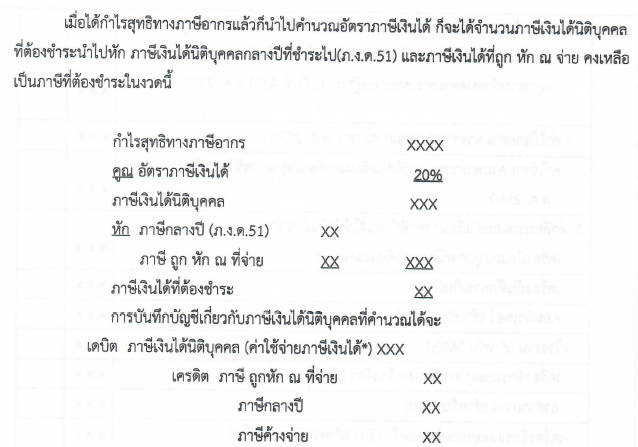 เมื่อได้กำไรสุทธิทางภาษีอากรแล้วก็นำไปคำนวณอัตราภาษีเงินได้ ก็จะได้จำนวนภาษีเงินได้นิติบุคคล
ที่ต้องชำระนำไปหัก ภาษีเงินได้นิติบุคคลกลางปีที่ชำระไป(ภ.ง.ด.51) และภาษีเงินได้ที่ถูก หัก ณ จ่าย คงเหลือ
เป็นภาษีที่ต้องชำระในงวดนี้
กำไรสุทธิทางภาษีอากร XXXX
คูณ อัตราภาษีเงินได้ 20%
ภาษีเงินได้นิติบุคคล XXX
หัก ภาษีกลางปี (ภ.ง.ด.51) XX
ภาษี ถูก หัก ณ ที่จ่าย XX XXX
ภาษีเงินได้ที่ต้องชำระ XX
การบันทึกบัญชีเกี่ยวกับภาษีเงินได้นิติบุคคลที่คำนวณได้จะ
เดบิต ภาษีเงินได้นิติบุคคล (ค่าใช้จ่ายภาษีเงินได้*) XXX
เครดิต ภาษี ถูกหัก ณ ที่จ่าย XX
ภาษีกลางปี XX
ภาษีค้างจ่าย XX